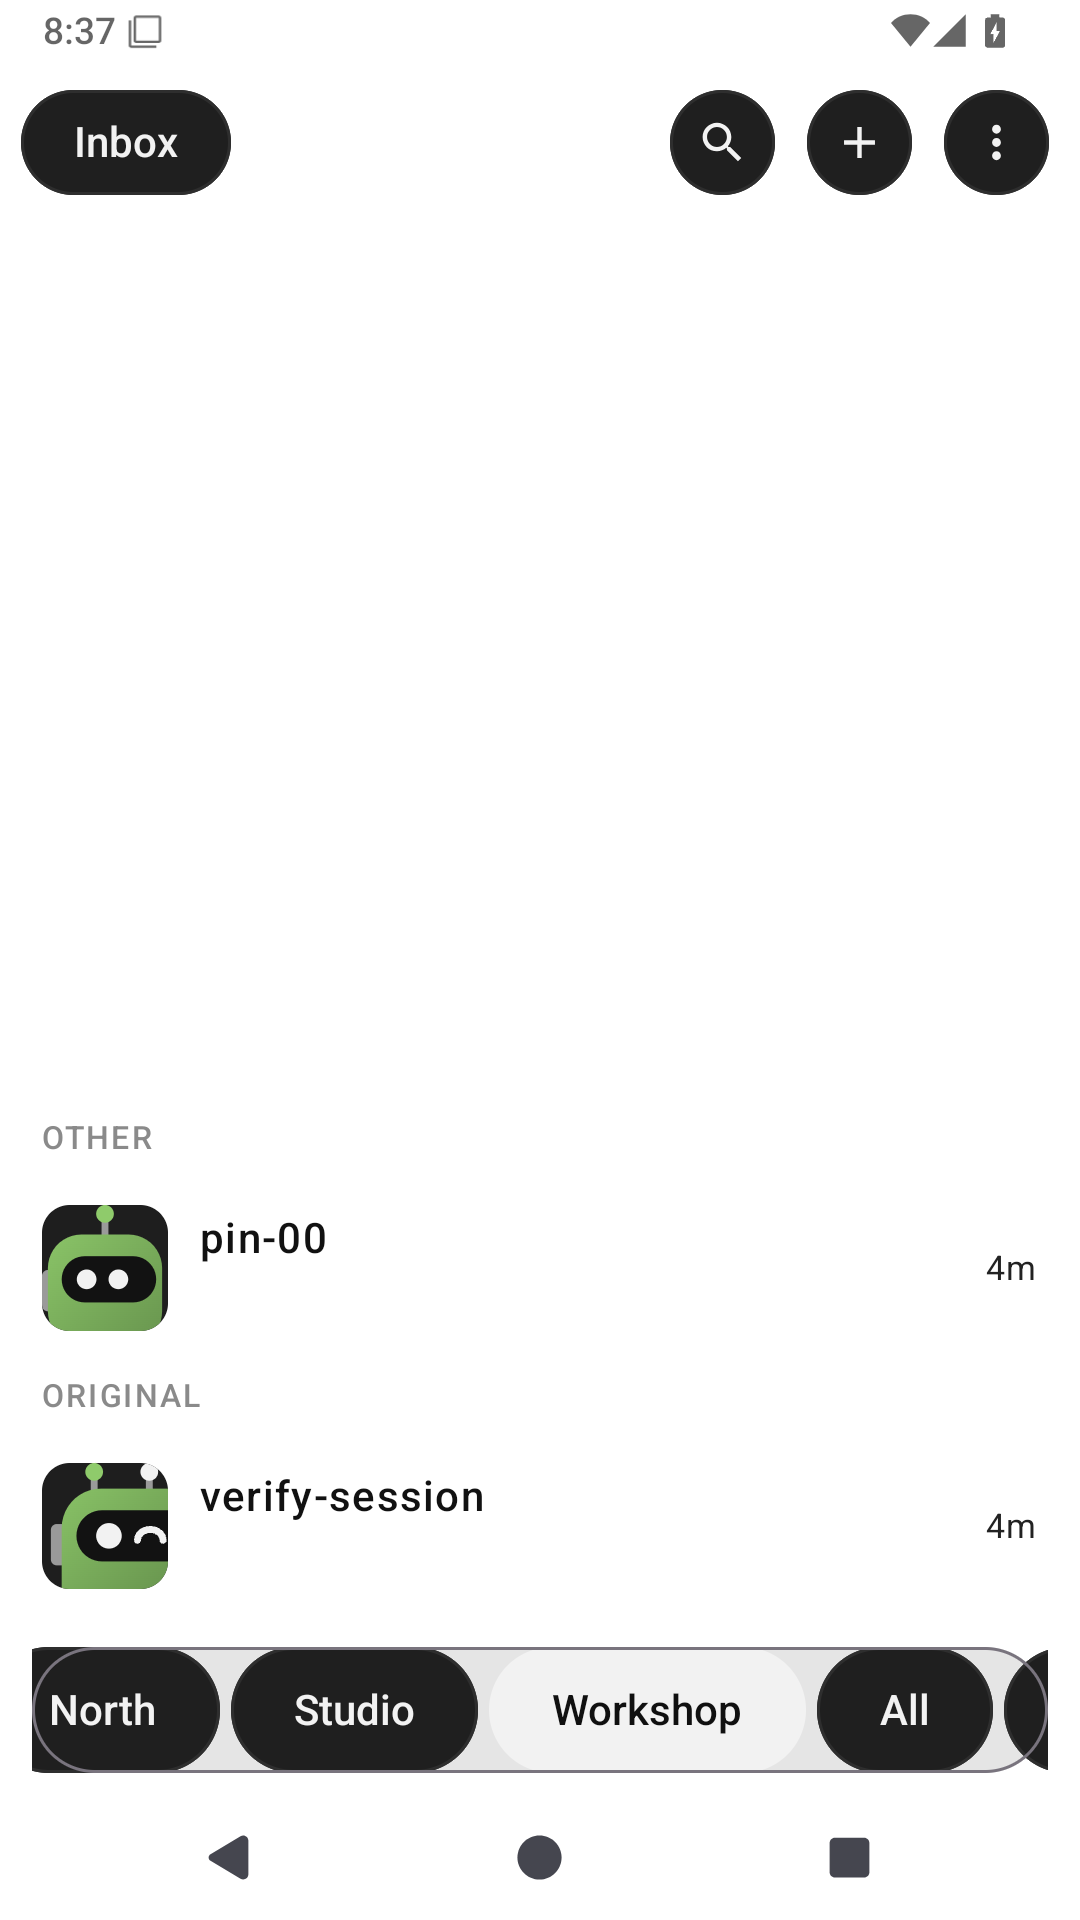 8:37
Inbox
OTHER
pin-00
4m
ORIGINAL
verify-session
4m
North Studio Workshop All